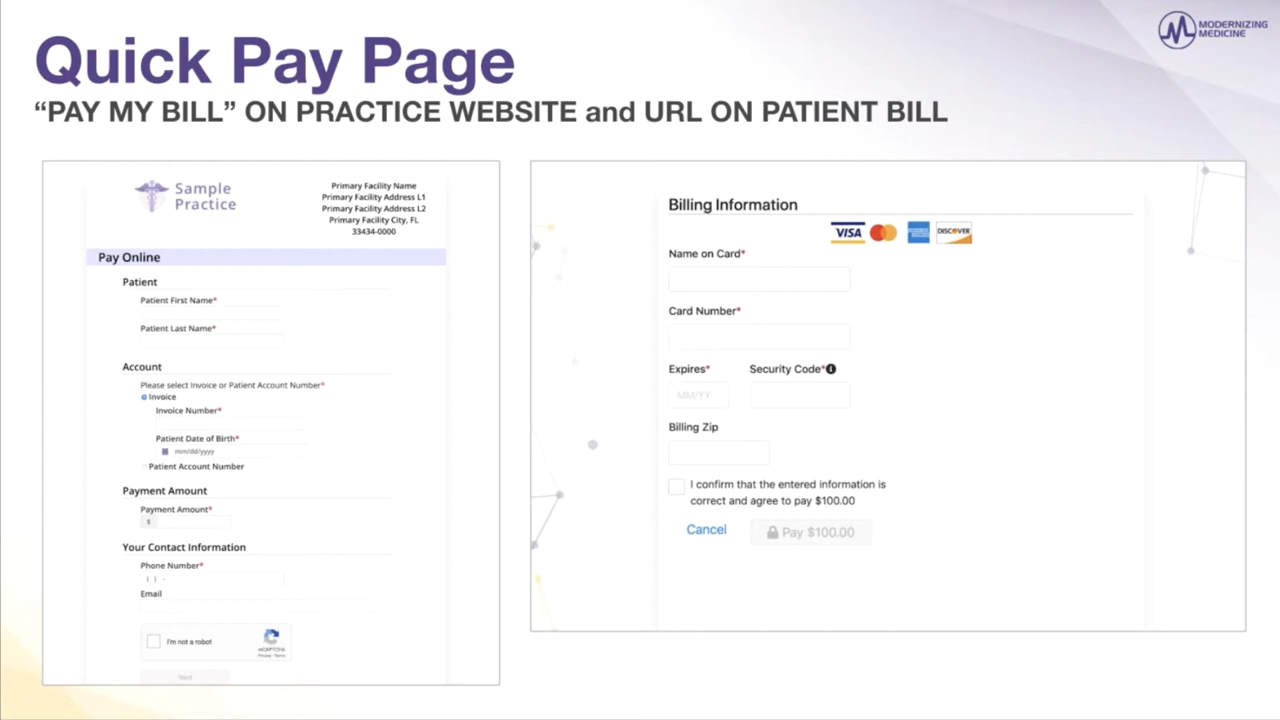 MODERNIZING
MEDICINE
Quick Pay Page
“PAY MY BILL” ON PRACTICE WEBSITE and URL ON PATIENT BILL
Sample
Practice
Primary Facility Name
Primary Facility Address L1
Primary Facility Address L2
Primary Facility City, FL
33434-0000
Pay Online
Patient
Patient First Name*
Patient Last Name*
Account
Please select Invoice or Patient Account Number*
Invoice
Invoice Number*
Patient Date of Birth*
mm/dd/yyyy
Patient Account Number
Payment Amount
Payment Amount*
$
Your Contact Information
Phone Number*
( ) -
Email
I'm not a robot
reCAPTCHA
Privacy - Terms
Next
Billing Information
VISA
DISCOVER
Name on Card*
Card Number*
Expires* Security Code*
MM/YY
Billing Zip
I confirm that the entered information is
correct and agree to pay $100.00
Cancel Pay $100.00